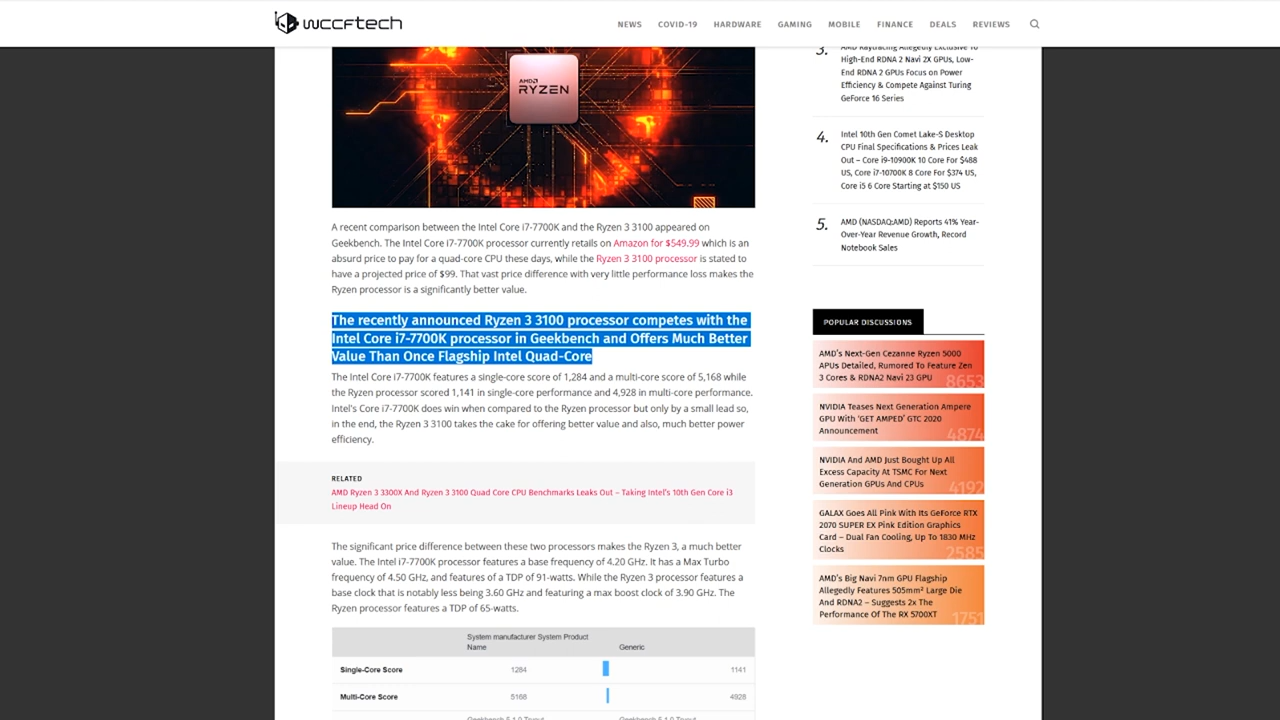 wccftech
NEWS COVID-19 HARDWARE GAMING MOBILE FINANCE DEALS REVIEWS
AMD RYZEN
A recent comparison between the Intel Core i7-7700K and the Ryzen 3 3100 appeared on
Geekbench. The Intel Core i7-7700K processor currently retails on Amazon for $549.99 which is an
absurd price to pay for a quad-core CPU these days, while the Ryzen 3 3100 processor is stated to
have a projected price of $99. That vast price difference with very little performance loss makes the
Ryzen processor is a significantly better value.
The recently announced Ryzen 3 3100 processor competes with the
Intel Core i7-7700K processor in Geekbench and Offers Much Better
Value Than Once Flagship Intel Quad-Core
The Intel Core i7-7700K features a single-core score of 1,284 and a multi-core score of 5,168 while
the Ryzen processor scored 1,141 in single-core performance and 4,928 in multi-core performance.
Intel's Core i7-7700K does win when compared to the Ryzen processor but only by a small lead so,
in the end, the Ryzen 3 3100 takes the cake for offering better value and also, much better power
efficiency.
RELATED
AMD Ryzen 3 3300X And Ryzen 3 3100 Quad Core CPU Benchmarks Leaks Out – Taking Intel's 10th Gen Core i3
Lineup Head On
The significant price difference between these two processors makes the Ryzen 3, a much better
value. The Intel I7-7700K processor features a base frequency of 4.20 GHz. It has a Max Turbo
frequency of 4.50 GHz, and features of a TDP of 91-watts. While the Ryzen 3 processor features a
base clock that is notably less being 3.60 GHz and featuring a max boost clock of 3.90 GHz. The
Ryzen processor features a TDP of 65-watts.
System manufacturer System Product
Name Generic
Single-Core Score 1284 1141
Multi-Core Score 5168 4928
Geekbench 5.1.0 Tryout Geekbench 5.1.0 Tryout
3. AMD Raytracing Allegedly Exclusive To
High-End RDNA 2 Navi 2X GPUs, Low-
End RDNA 2 GPUs Focus on Power
Efficiency & Compete Against Turing
GeForce 16 Series
4. Intel 10th Gen Comet Lake-S Desktop
CPU Final Specifications & Prices Leak
Out – Core i9-10900K 10 Core For $488
US, Core i7-10700K 8 Core For $374 US,
Core i5 6 Core Starting at $150 US
5. AMD (NASDAQ:AMD) Reports 41% Year-
Over-Year Revenue Growth, Record
Notebook Sales
POPULAR DISCUSSIONS
AMD's Next-Gen Cezanne Ryzen 5000
APUs Detailed, Rumored To Feature Zen
3 Cores & RDNA2 Navi 23 GPU
8653
NVIDIA Teases Next Generation Ampere
GPU With 'GET AMPED' GTC 2020
Announcement
4874
NVIDIA And AMD Just Bought Up All
Excess Capacity At TSMC For Next
Generation GPUs And CPUs
4192
GALAX Goes All Pink With Its GeForce RTX
2070 SUPER EX Pink Edition Graphics
Card – Dual Fan Cooling, Up To 1830 MHz
Clocks
2585
AMD's Big Navi 7nm GPU Flagship
Allegedly Features 505mm² Large Die
And RDNA2 – Suggests 2x The
Performance Of The RX 5700XT
1751